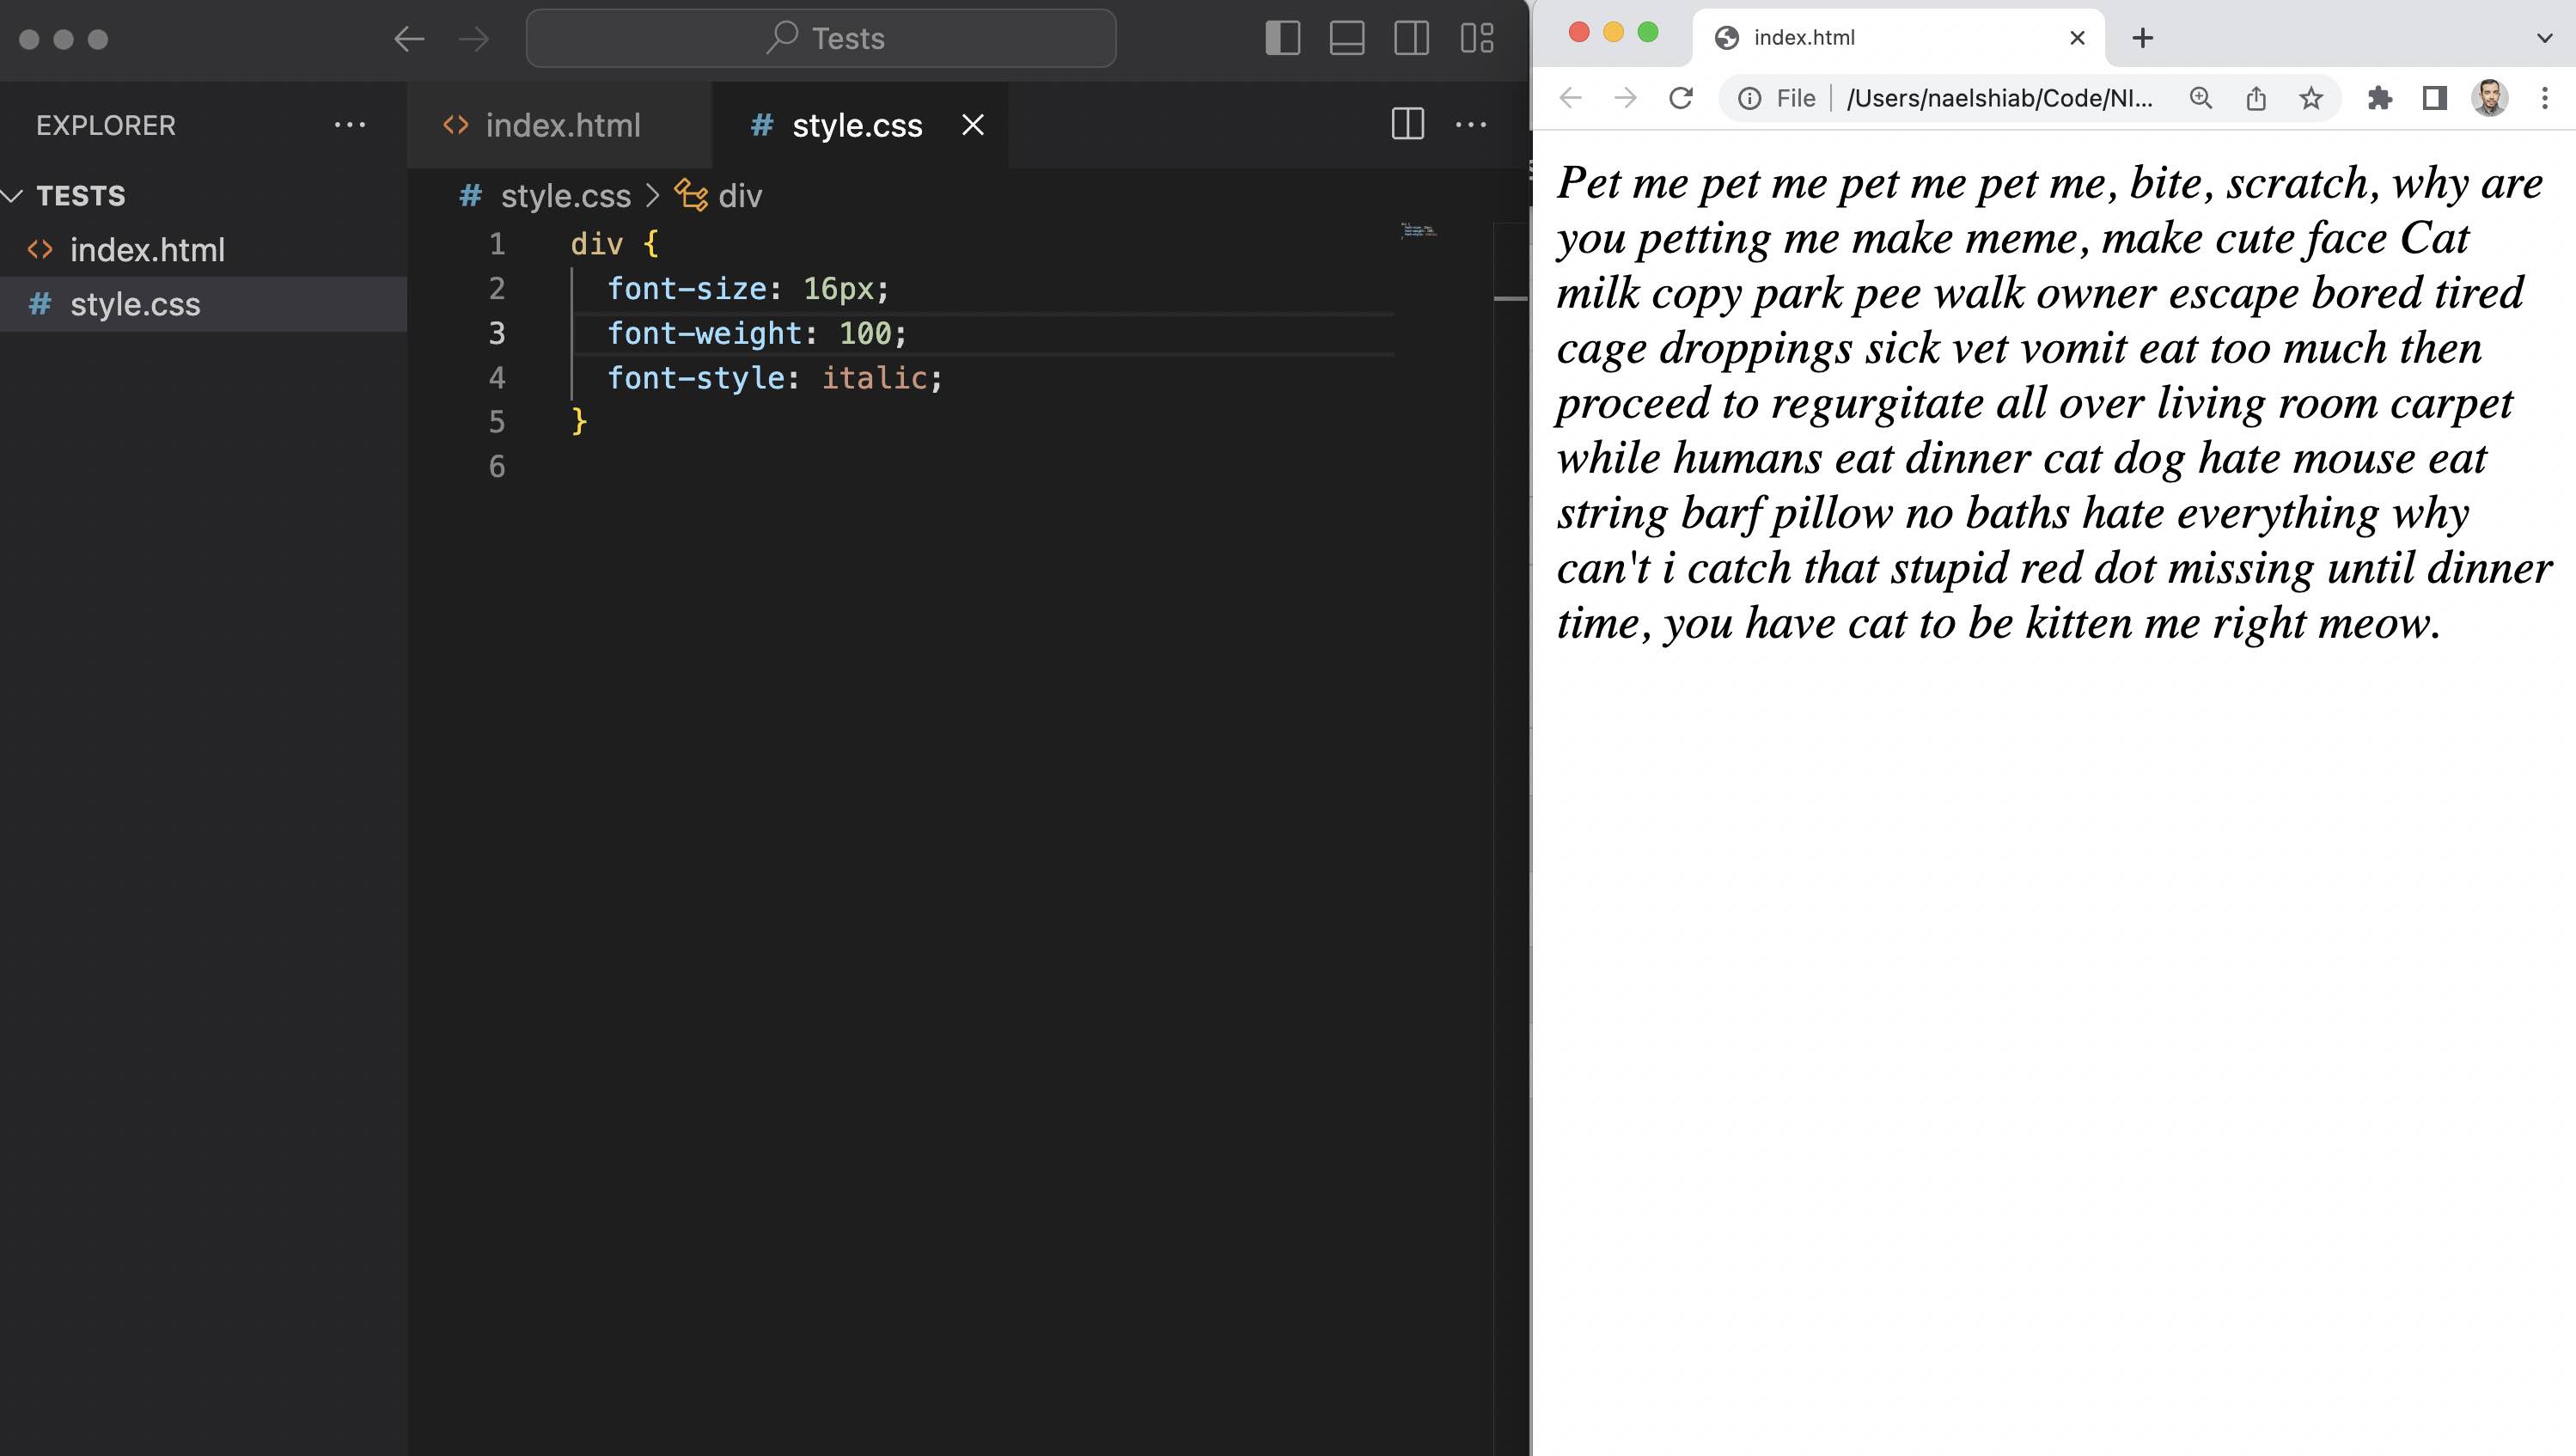 Tests
EXPLORER
TESTS
index.html
# style.css
index.html
# style.css
# style.css > div
1 div {
2 font-size: 16px;
3 font-weight: 100;
4 font-style: italic;
5 }
6
index.html
File | /Users/naelshiab/Code/NI...
Pet me pet me pet me pet me, bite, scratch, why are
you petting me make meme, make cute face Cat
milk copy park pee walk owner escape bored tired
cage droppings sick vet vomit eat too much then
proceed to regurgitate all over living room carpet
while humans eat dinner cat dog hate mouse eat
string barf pillow no baths hate everything why
can't i catch that stupid red dot missing until dinner
time, you have cat to be kitten me right meow.